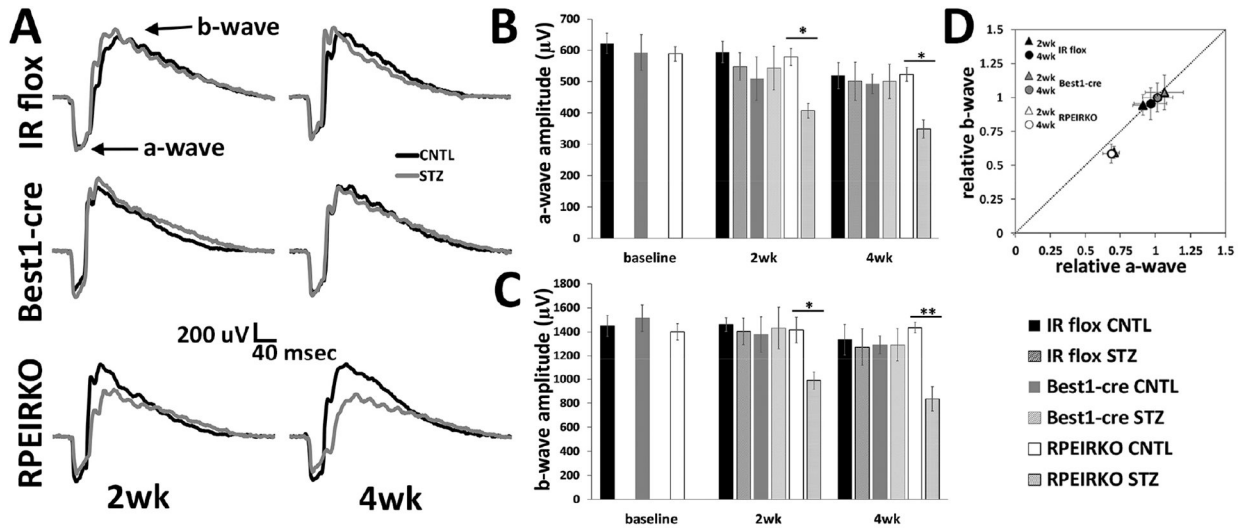 A
IR flox
b-wave
a-wave
CNTL
STZ
Best1-cre
200 uV
40 msec
RPEIRKO
2wk
4wk
B
a-wave amplitude (µV)
700
600
500
400
300
200
100
0
*
*
baseline
2wk
4wk
C
b-wave amplitude (µV)
1800
1600
1400
1200
1000
800
600
400
200
0
*
**
baseline
2wk
4wk
D
relative b-wave
1.5
1.25
1
0.75
0.5
0.25
0
2wk
4wk
IR flox
2wk
4wk
Best1-cre
2wk
4wk
RPEIRKO
0
0.25
0.5
0.75
1
1.25
1.5
relative a-wave
IR flox CNTL
IR flox STZ
Best1-cre CNTL
Best1-cre STZ
RPEIRKO CNTL
RPEIRKO STZ